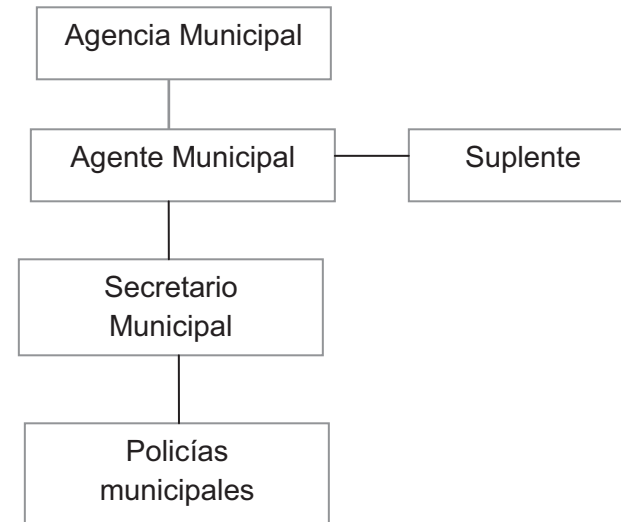 Agencia Municipal
Agente Municipal
Suplente
Secretario
Municipal
Policías
municipales